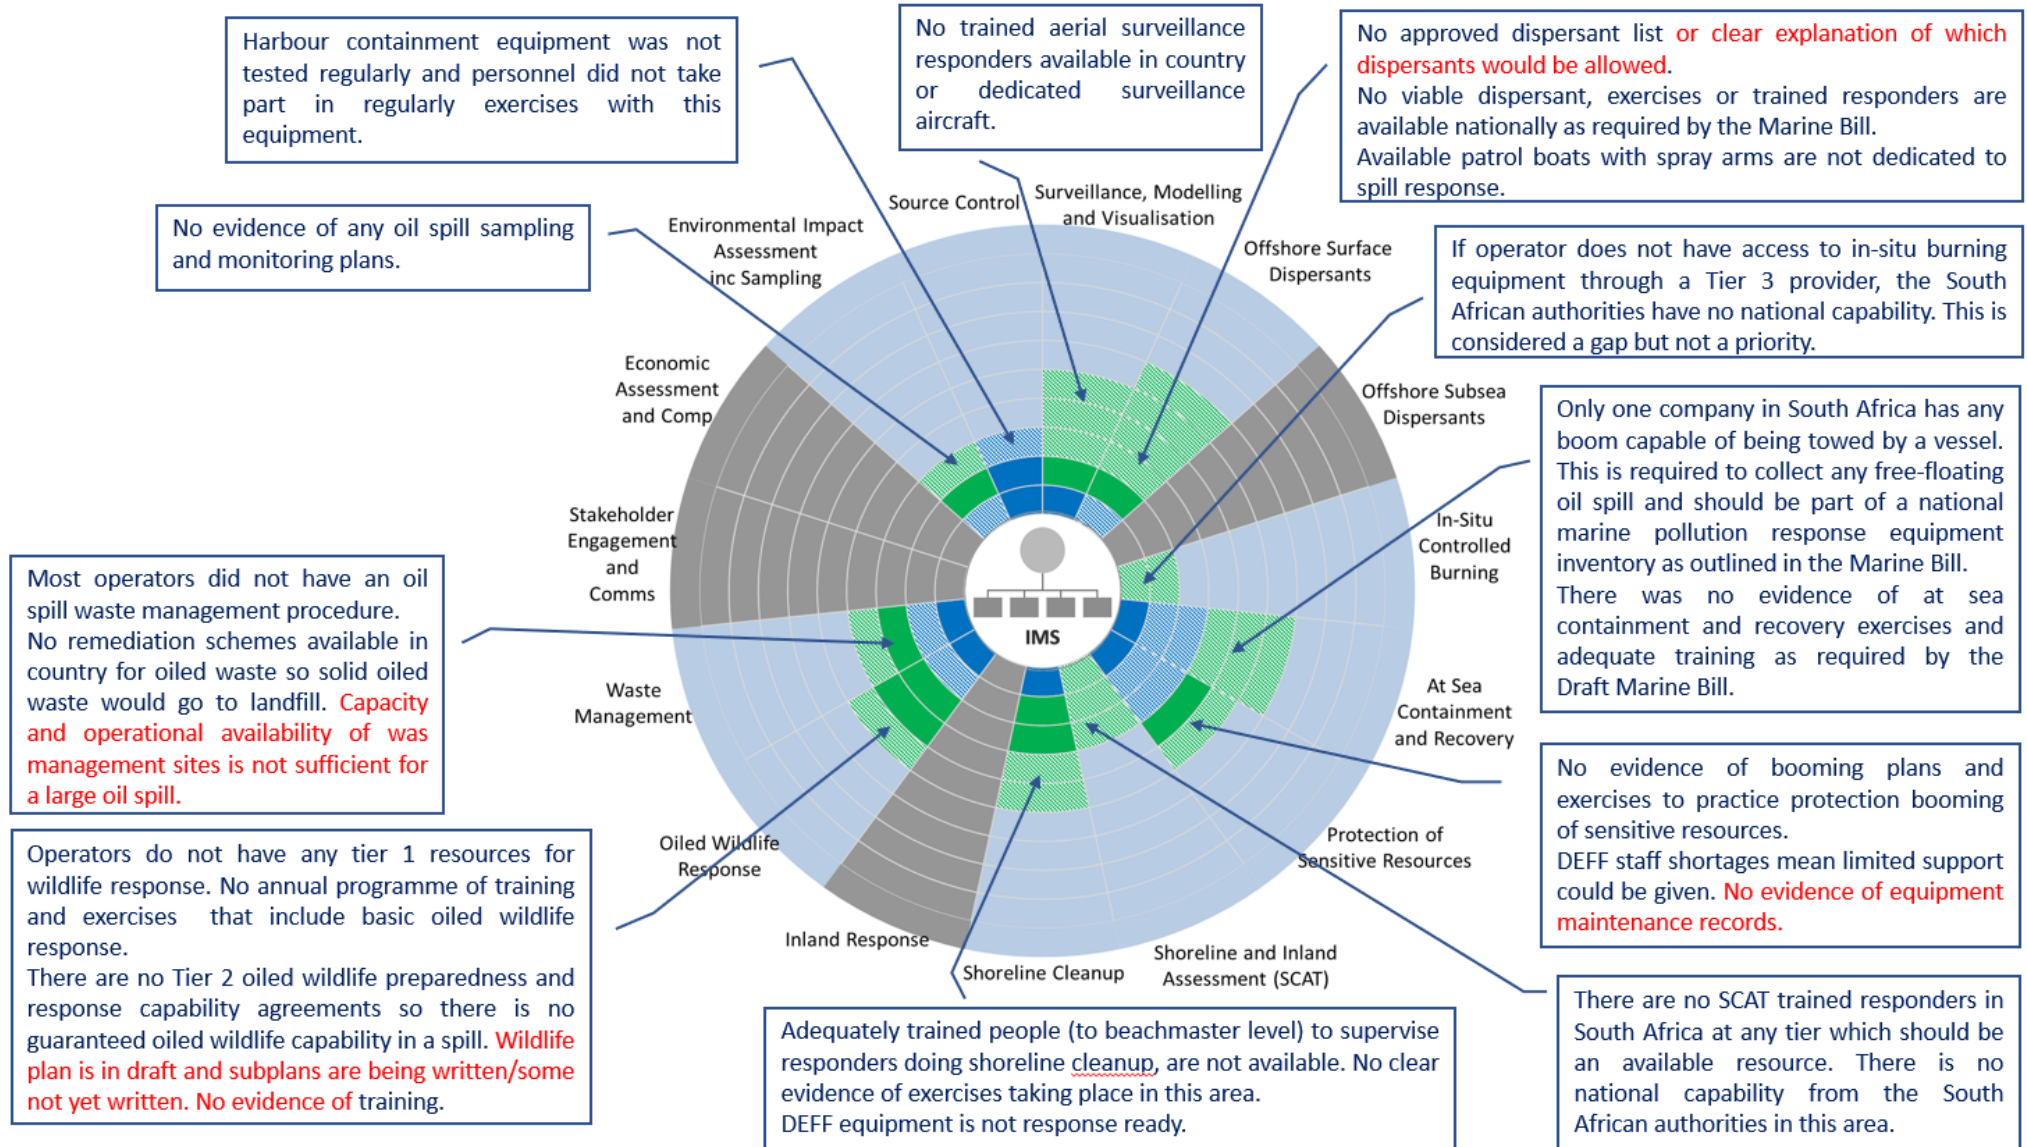 Harbour containment equipment was not
tested regularly and personnel did not take
part in regularly exercises with this
equipment.
No trained aerial surveillance
responders available in country
or dedicated surveillance
aircraft.
No approved dispersant list or clear explanation of which
dispersants would be allowed.
No viable dispersant, exercises or trained responders are
available nationally as required by the Marine Bill.
Available patrol boats with spray arms are not dedicated to
spill response.
No evidence of any oil spill sampling
and monitoring plans.
If operator does not have access to in-situ burning
equipment through a Tier 3 provider, the South
African authorities have no national capability. This is
considered a gap but not a priority.
Source Control
Surveillance, Modelling
and Visualisation
Environmental Impact
Assessment
inc Sampling
Offshore Surface
Dispersants
Economic
Assessment
and Comp
Offshore Subsea
Dispersants
Only one company in South Africa has any
boom capable of being towed by a vessel.
This is required to collect any free-floating
oil spill and should be part of a national
marine pollution response equipment
inventory as outlined in the Marine Bill.
There was no evidence of at sea
containment and recovery exercises and
adequate training as required by the
Draft Marine Bill.
Stakeholder
Engagement
and
Comms
In-Situ
Controlled
Burning
IMS
Most operators did not have an oil
spill waste management procedure.
No remediation schemes available in
country for oiled waste so solid oiled
waste would go to landfill. Capacity
and operational availability of was
management sites is not sufficient for
a large oil spill.
Waste
Management
At Sea
Containment
and Recovery
No evidence of booming plans and
exercises to practice protection booming
of sensitive resources.
DEFF staff shortages mean limited support
could be given. No evidence of equipment
maintenance records.
Oiled Wildlife
Response
Protection of
Sensitive Resources
Operators do not have any tier 1 resources for
wildlife response. No annual programme of training
and exercises that include basic oiled wildlife
response.
There are no Tier 2 oiled wildlife preparedness and
response capability agreements so there is no
guaranteed oiled wildlife capability in a spill. Wildlife
plan is in draft and subplans are being written/some
not yet written. No evidence of training.
Inland Response
Shoreline Cleanup
Shoreline and Inland
Assessment (SCAT)
Adequately trained people (to beachmaster level) to supervise
responders doing shoreline cleanup, are not available. No clear
evidence of exercises taking place in this area.
DEFF equipment is not response ready.
There are no SCAT trained responders in
South Africa at any tier which should be
an available resource. There is no
national capability from the South
African authorities in this area.